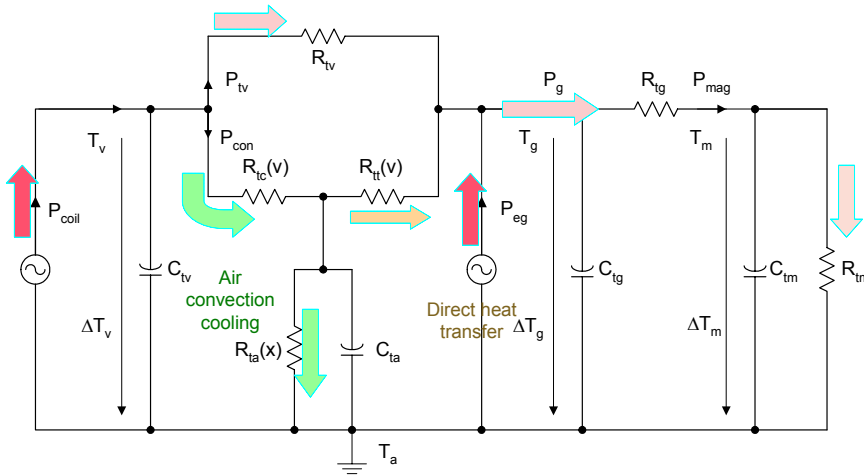 R_tv
P_tv
P_g
R_tg
P_mag
T_v
P_con
T_g
T_m
R_tc(v)
R_tt(v)
P_coil
P_eg
C_tv
Air
convection
cooling
C_tg
C_tm
R_tm
Direct heat
transfer
ΔT_v
ΔT_g
ΔT_m
R_ta(x)
C_ta
T_a